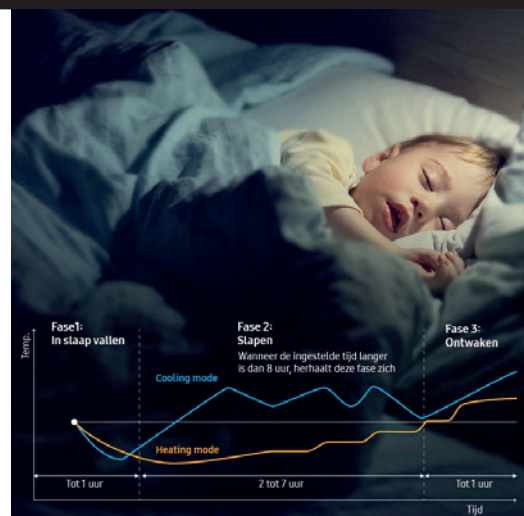 Temp.
Fase1:
In slaap vallen
Fase 2:
Slapen
Wanneer de ingestelde tijd langer
is dan 8 uur, herhaalt deze fase zich
Fase 3:
Ontwaken
Cooling mode
Heating mode
Tot 1 uur
2 tot 7 uur
Tot 1 uur
Tijd